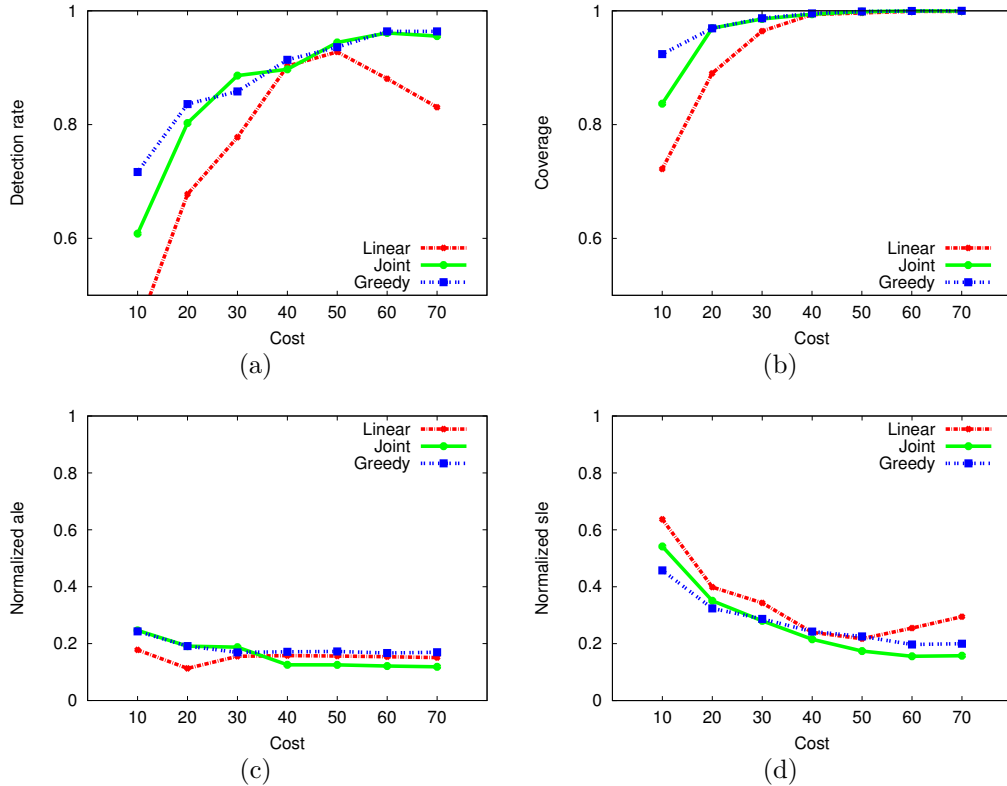 1
0.8
0.6
Detection rate
Linear
Joint
Greedy
10 20 30 40 50 60 70
Cost
(a)
1
0.8
0.6
Coverage
Linear
Joint
Greedy
10 20 30 40 50 60 70
Cost
(b)
1
0.8
0.6
0.4
0.2
0
Normalized ale
Linear
Joint
Greedy
10 20 30 40 50 60 70
Cost
(c)
1
0.8
0.6
0.4
0.2
0
Normalized sle
Linear
Joint
Greedy
10 20 30 40 50 60 70
Cost
(d)